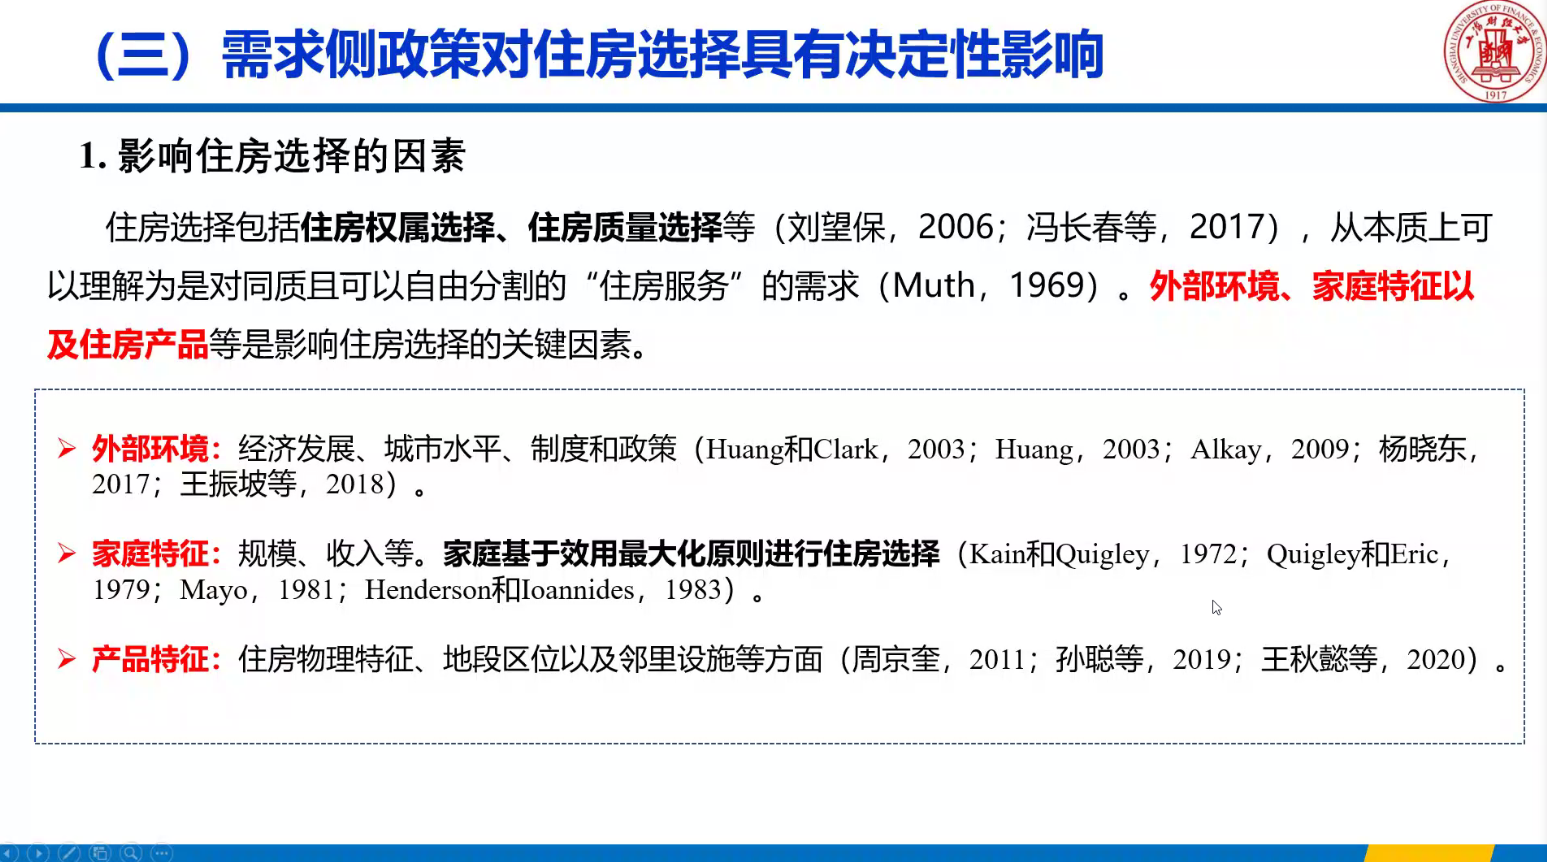 （三）需求侧政策对住房选择具有决定性影响
SHANGHAI UNIVERSITY OF FINANCE & ECONOMICS
上海财经大学
1917
1. 影响住房选择的因素
住房选择包括住房权属选择、住房质量选择等（刘望保，2006；冯长春等，2017），从本质上可
以理解为是对同质且可以自由分割的“住房服务”的需求（Muth，1969）。外部环境、家庭特征以
及住房产品等是影响住房选择的关键因素。
外部环境：经济发展、城市水平、制度和政策（Huang和Clark，2003；Huang，2003；Alkay，2009；杨晓东，
2017；王振坡等，2018）。
家庭特征：规模、收入等。家庭基于效用最大化原则进行住房选择（Kain和Quigley，1972；Quigley和Eric，
1979；Mayo，1981；Henderson和Ioannides，1983）。
产品特征：住房物理特征、地段区位以及邻里设施等方面（周京奎，2011；孙聪等，2019；王秋懿等，2020）。